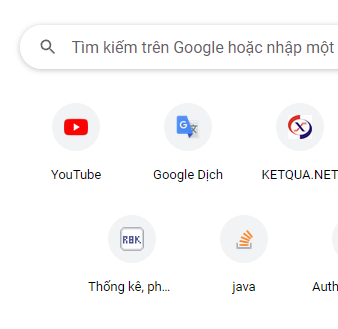 Tìm kiếm trên Google hoặc nhập một
YouTube
Google Dịch
KETQUA.NET
RBK
Thống kê, ph...
java
Auth